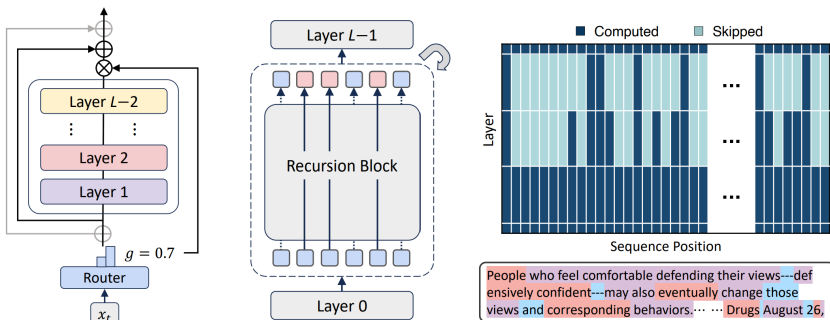 Layer L−2
⋮ ⋮
Layer 2
Layer 1
g = 0.7
Router
x_t
Layer L−1
Recursion Block
Layer 0
Computed Skipped
Layer
...
...
...
Sequence Position
People who feel comfortable defending their views---def
ensively confident---may also eventually change those
views and corresponding behaviors.⋯ ⋯ Drugs August 26,